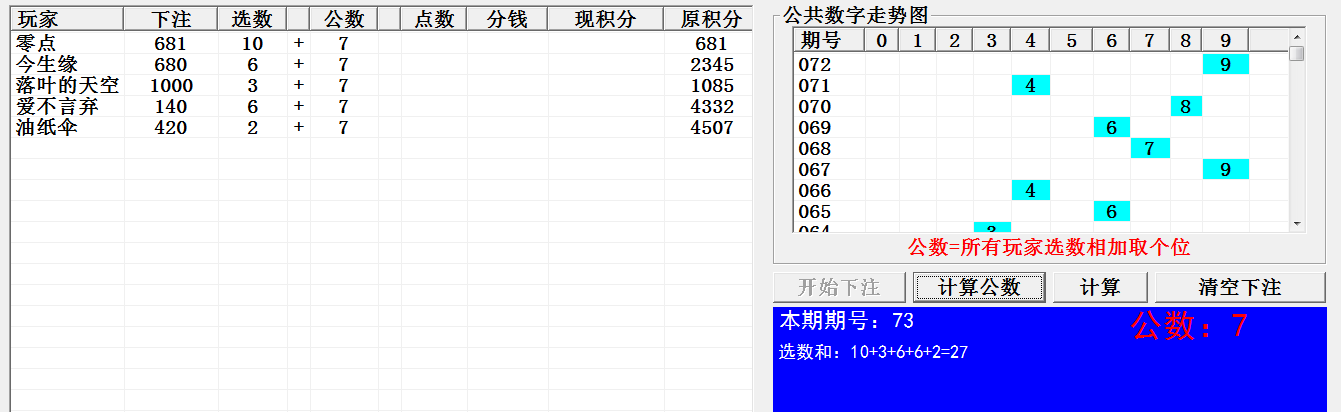 玩家 下注 选数 公数 点数 分钱 现积分 原积分
零点 681 10 + 7 681
今生缘 680 6 + 7 2345
落叶的天空 1000 3 + 7 1085
爱不言弃 140 6 + 7 4332
油纸伞 420 2 + 7 4507
公共数字走势图
期号 0 1 2 3 4 5 6 7 8 9
072 9
071 4
070 8
069 6
068 7
067 9
066 4
065 6
064 3
公数=所有玩家选数相加取个位
开始下注 计算公数 计算 清空下注
本期期号：73 公数：7
选数和：10+3+6+6+2=27